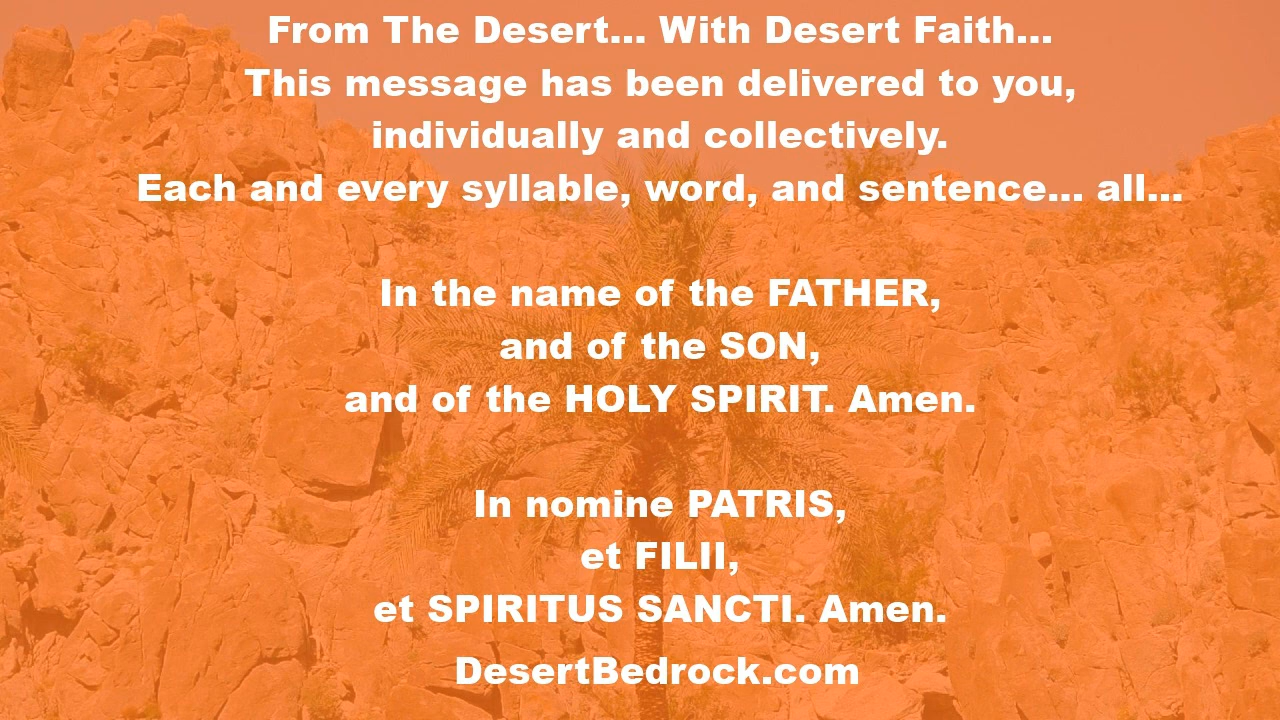 From The Desert... With Desert Faith...
This message has been delivered to you,
individually and collectively.
Each and every syllable, word, and sentence... all...
In the name of the FATHER,
and of the SON,
and of the HOLY SPIRIT. Amen.
In nomine PATRIS,
et FILII,
et SPIRITUS SANCTI. Amen.
DesertBedrock.com